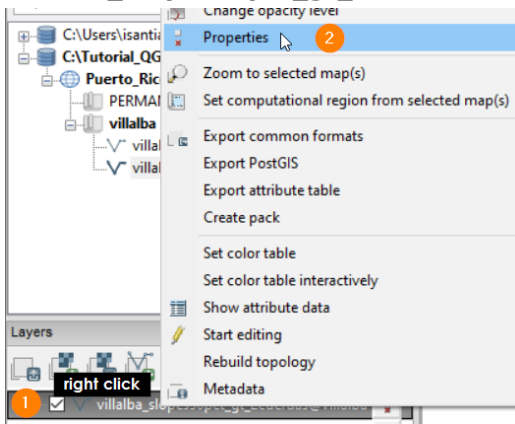 Change opacity level
C:\Users\isantia
Properties
2
C:\Tutorial_QG
Puerto_Ric
Zoom to selected map(s)
PERMAN
Set computational region from selected map(s)
villalba
villal
Export common formats
villal
Export PostGIS
Export attribute table
Create pack
Set color table
Set color table interactively
Show attribute data
Layers
Start editing
Rebuild topology
right click
Metadata
1